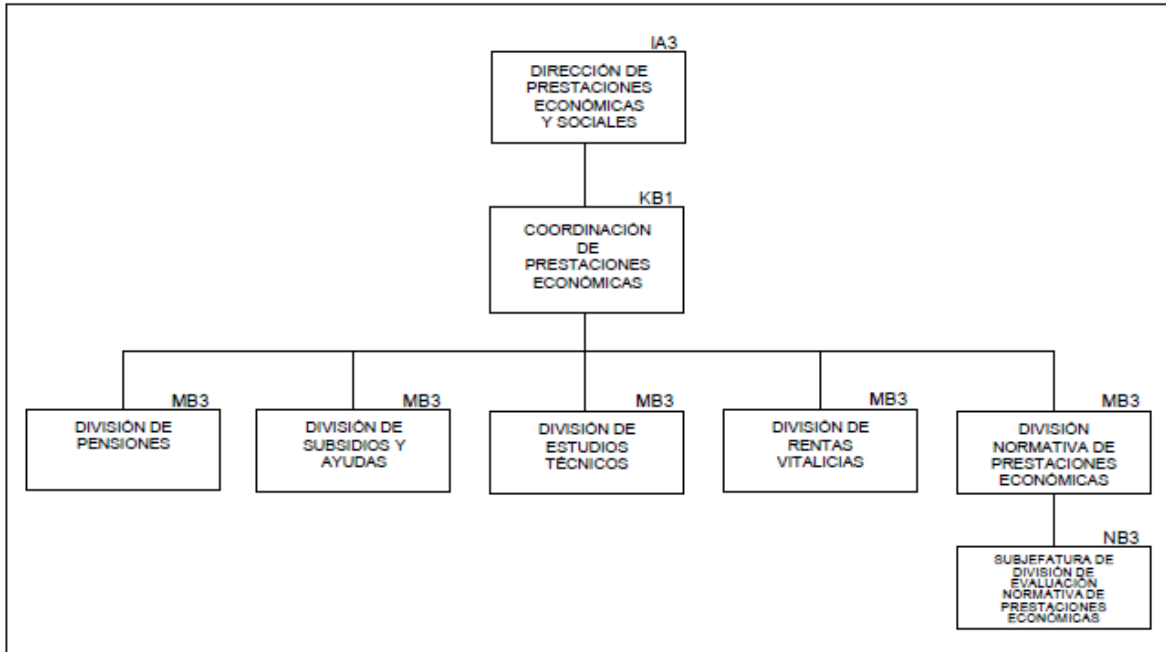 IA3
DIRECCIÓN DE
PRESTACIONES
ECONÓMICAS
Y SOCIALES
KB1
COORDINACIÓN
DE
PRESTACIONES
ECONÓMICAS
MB3
DIVISIÓN DE
PENSIONES
MB3
DIVISIÓN DE
SUBSIDIOS Y
AYUDAS
MB3
DIVISIÓN DE
ESTUDIOS
TÉCNICOS
MB3
DIVISIÓN DE
RENTAS
VITALICIAS
MB3
DIVISIÓN
NORMATIVA DE
PRESTACIONES
ECONÓMICAS
NB3
SUBJEFATURA DE
DIVISIÓN DE
EVALUACIÓN
NORMATIVA DE
PRESTACIONES
ECONÓMICAS